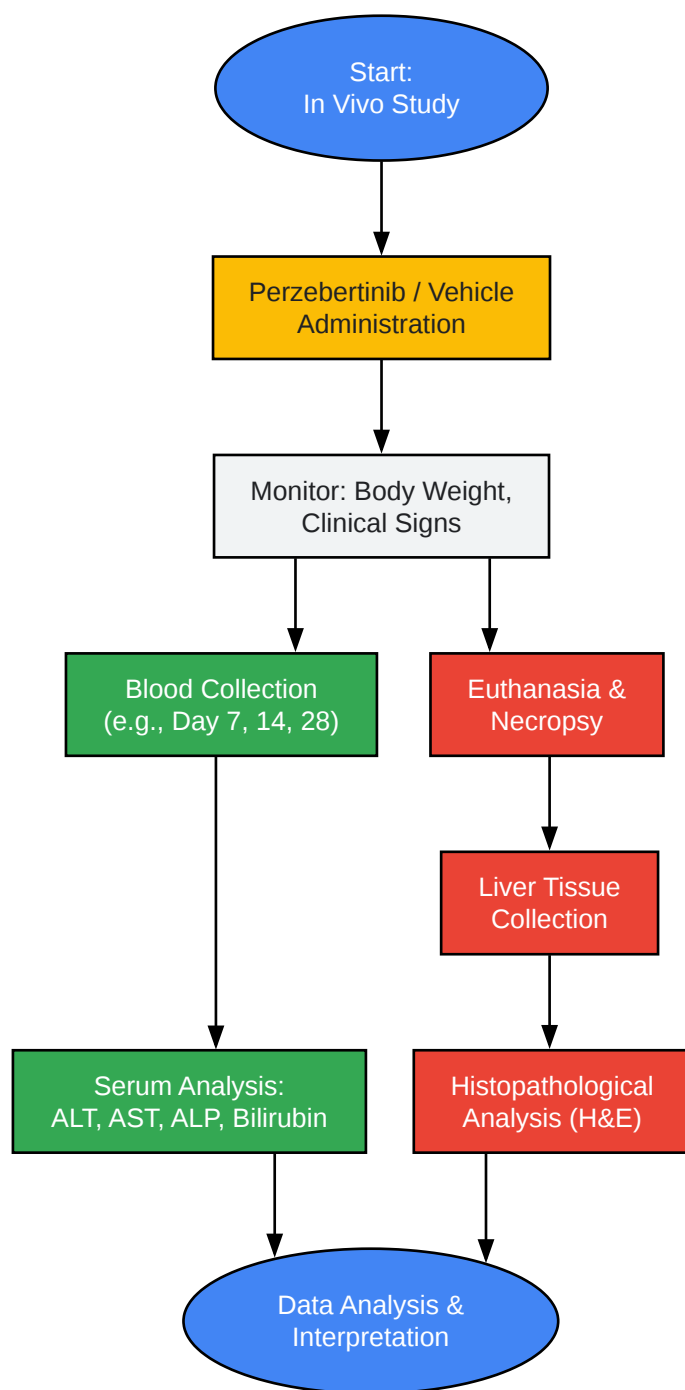 Start:
In Vivo Study
Perzebertinib / Vehicle
Administration
Monitor: Body Weight,
Clinical Signs
Blood Collection
(e.g., Day 7, 14, 28)
Euthanasia &
Necropsy
Liver Tissue
Collection
Serum Analysis:
ALT, AST, ALP, Bilirubin
Histopathological
Analysis (H&E)
Data Analysis &
Interpretation